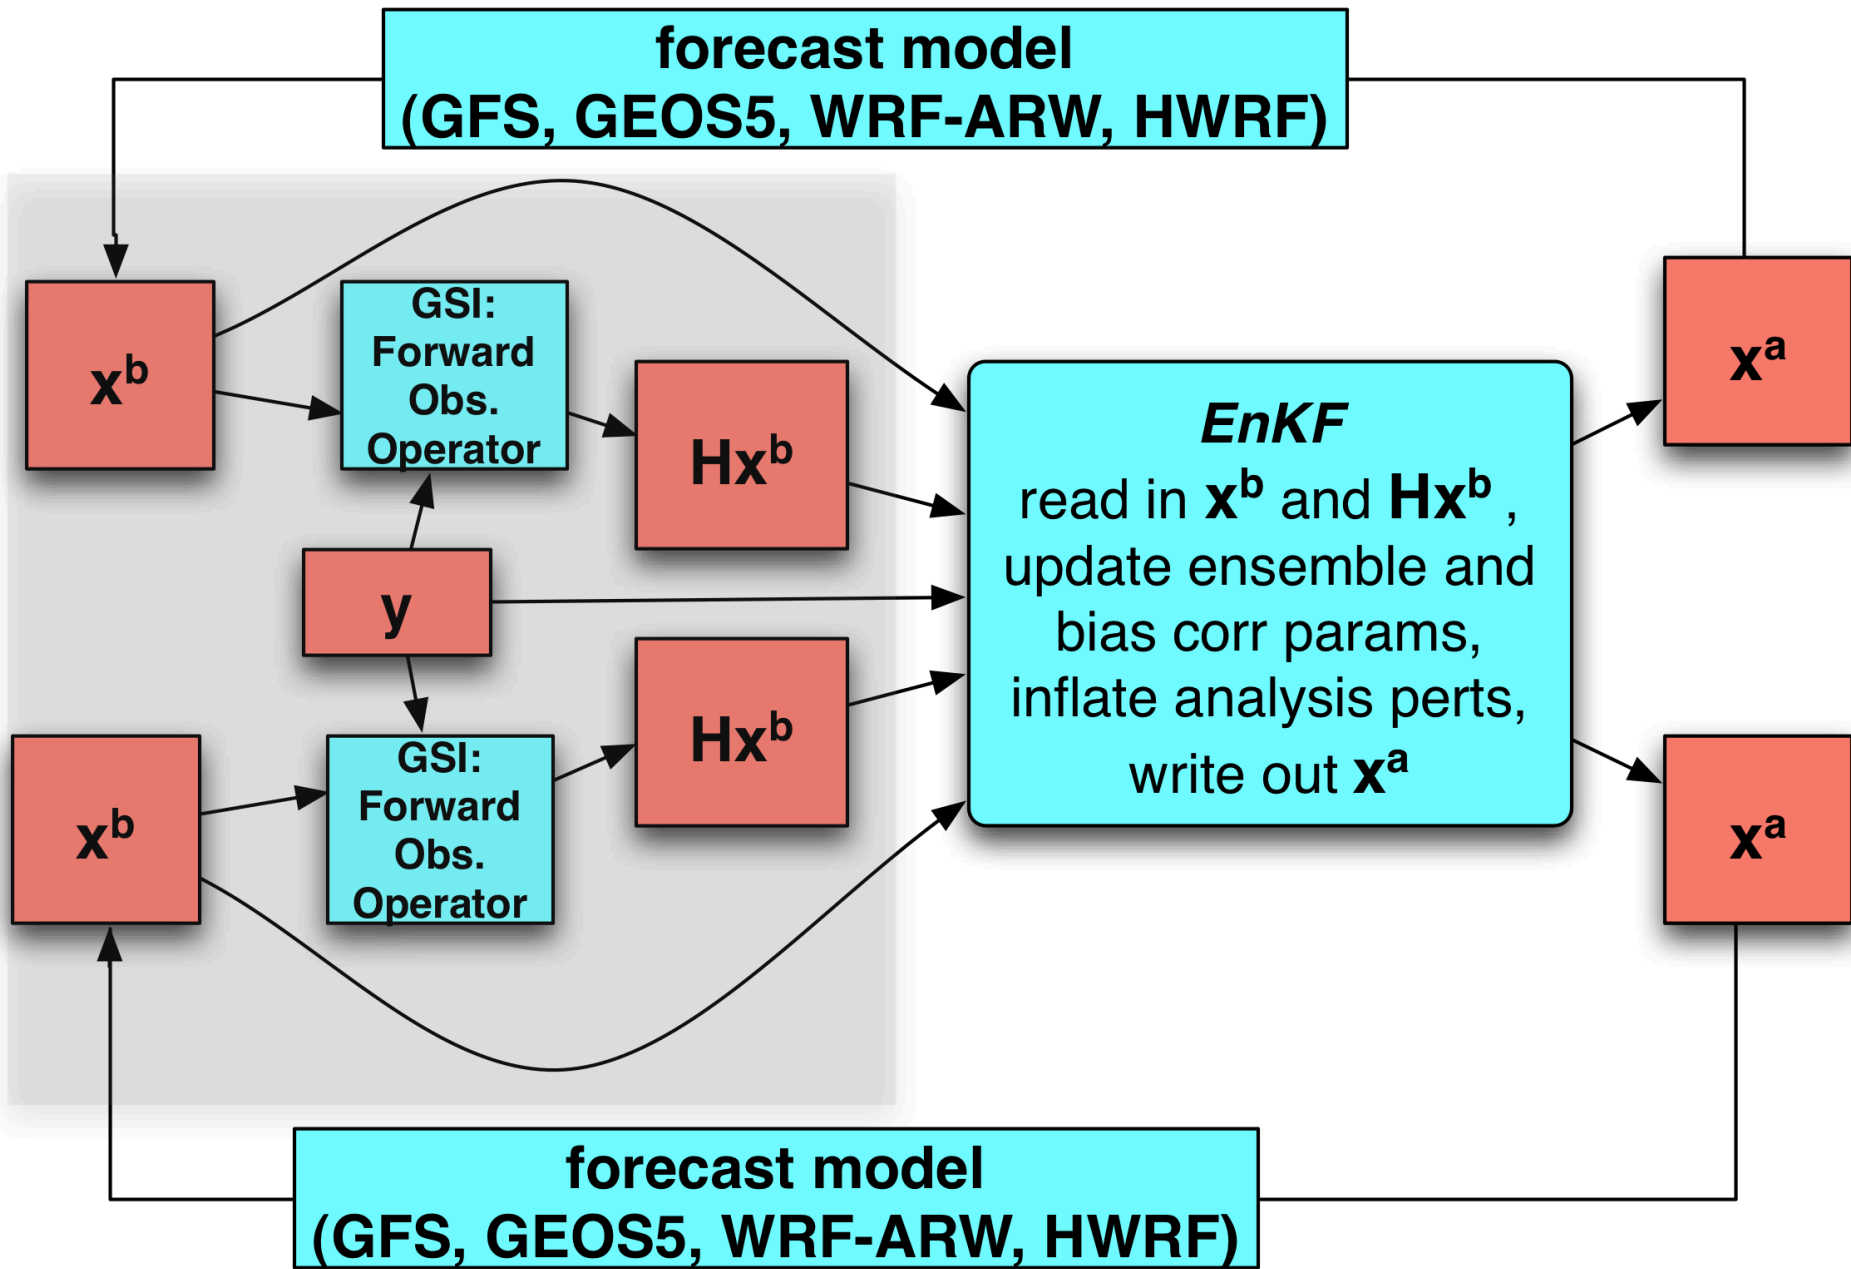 forecast model
(GFS, GEOS5, WRF-ARW, HWRF)
xᵇ
GSI:
Forward
Obs.
Operator
Hxᵇ
y
xᵇ
GSI:
Forward
Obs.
Operator
Hxᵇ
EnKF
read in xᵇ and Hxᵇ ,
update ensemble and
bias corr params,
inflate analysis perts,
write out xᵃ
xᵃ
xᵃ
forecast model
(GFS, GEOS5, WRF-ARW, HWRF)